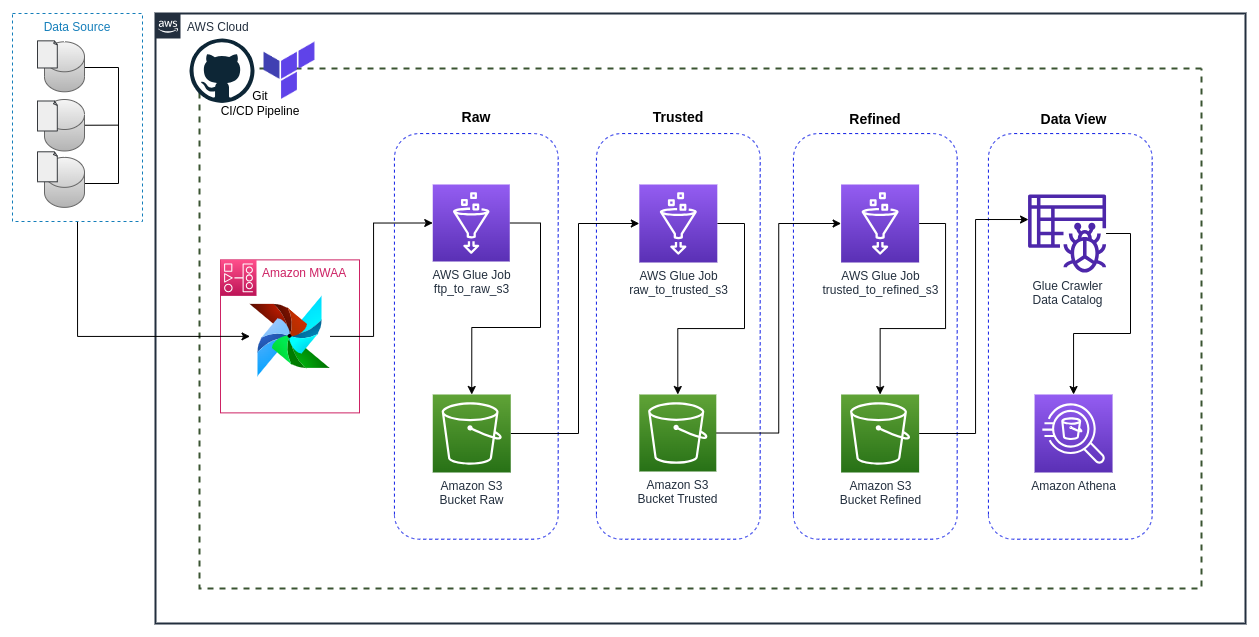 Data Source
aws
AWS Cloud
Git
CI/CD Pipeline
Raw
Trusted
Refined
Data View
Amazon MWAA
AWS Glue Job
ftp_to_raw_s3
AWS Glue Job
raw_to_trusted_s3
AWS Glue Job
trusted_to_refined_s3
Glue Crawler
Data Catalog
Amazon S3
Bucket Raw
Amazon S3
Bucket Trusted
Amazon S3
Bucket Refined
Amazon Athena